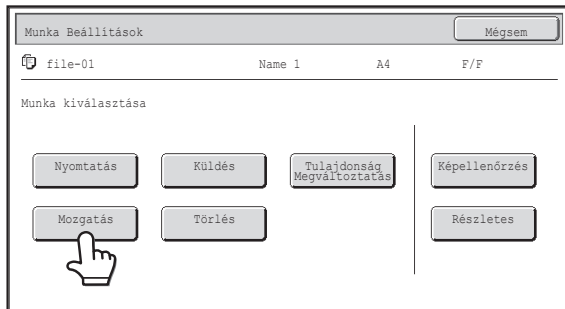 Munka Beállítások Mégsem
file-01 Name 1 A4 F/F
Munka kiválasztása
Nyomtatás Küldés Tulajdonság Megváltoztatás Képellenőrzés
Mozgatás Törlés Részletes